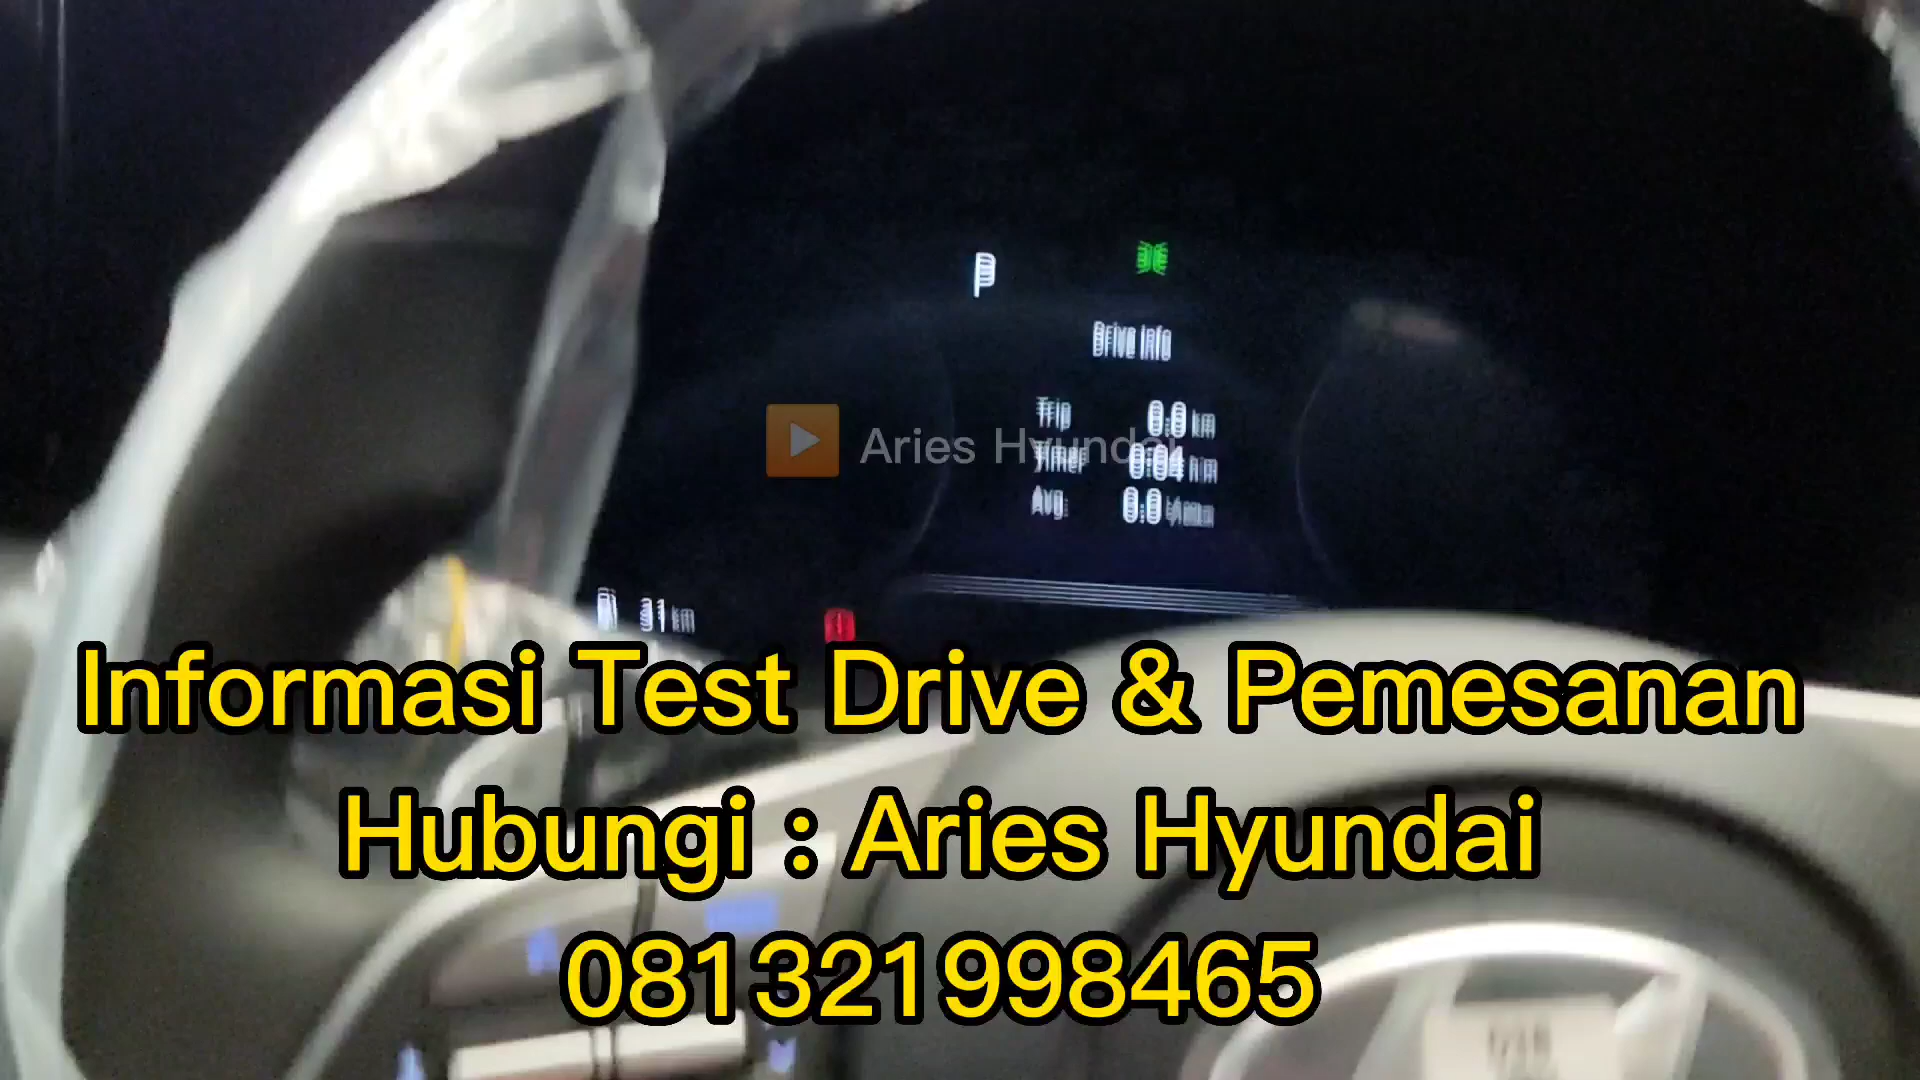 P
Drive Info
Trip 0.0 km
Timer 0:04 h:m
Avg. 0.0
Aries Hyundai
km
Informasi Test Drive & Pemesanan
Hubungi : Aries Hyundai
081321998465